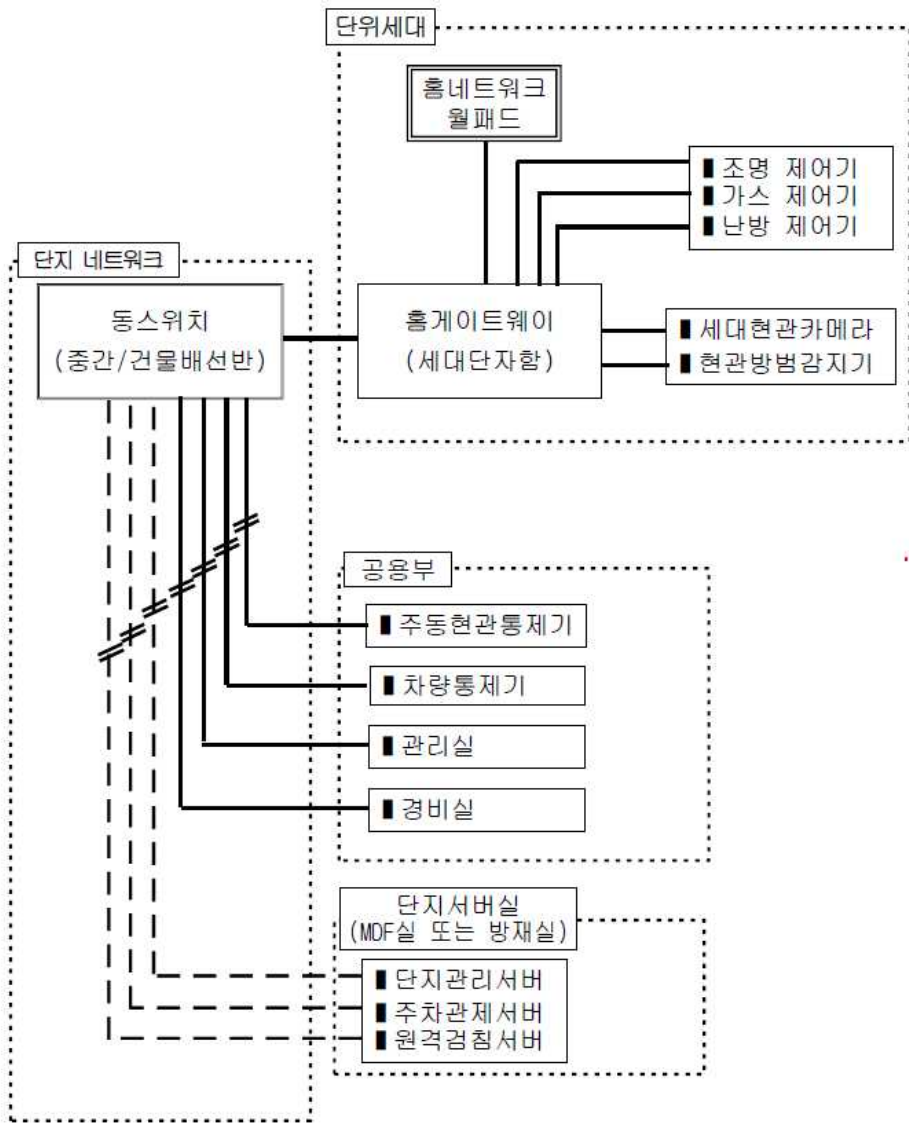 단위세대
홈네트워크
월패드
▮조명 제어기
▮가스 제어기
▮난방 제어기
단지 네트워크
동스위치
(중간/건물배선반)
홈게이트웨이
(세대단자함)
▮세대현관카메라
▮현관방범감지기
공용부
▮주동현관통제기
▮차량통제기
▮관리실
▮경비실
단지서버실
(MDF실 또는 방재실)
▮단지관리서버
▮주차관제서버
▮원격검침서버